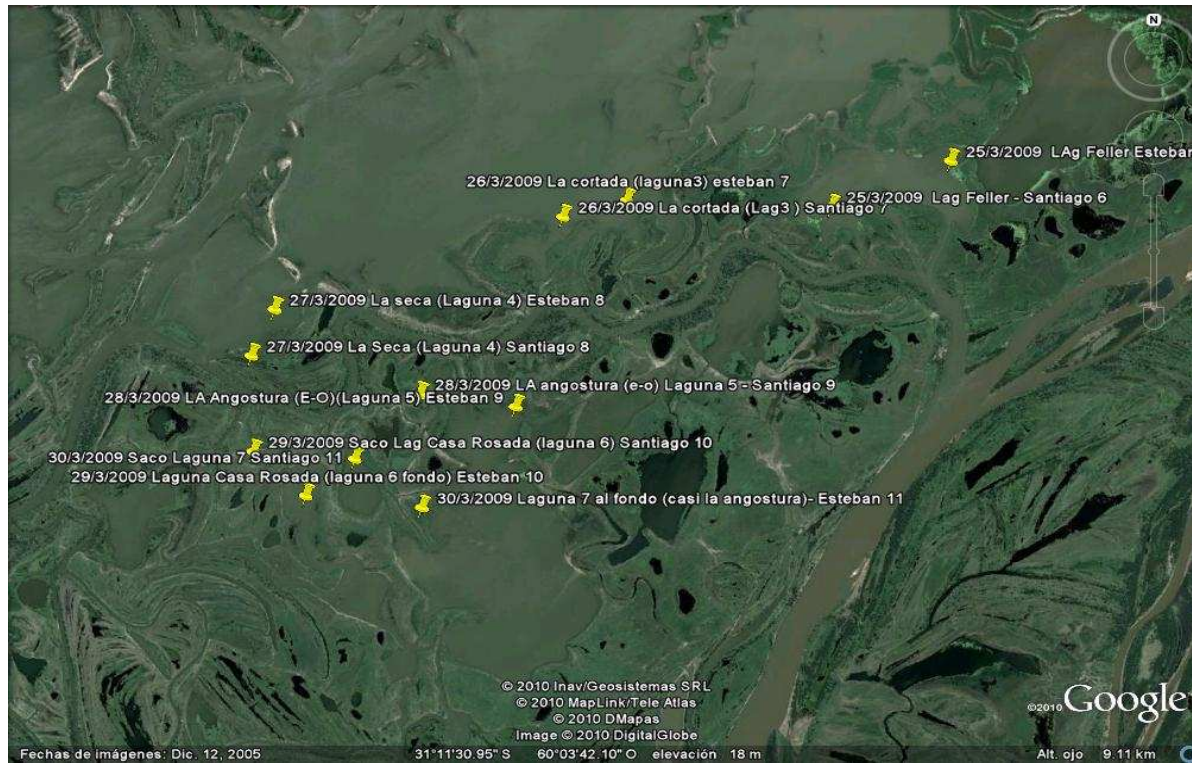 N
25/3/2009 LAg Feller Esteban
26/3/2009 La cortada (laguna3) esteban 7
25/3/2009 Lag Feller - Santiago 6
26/3/2009 La cortada (Lag3 ) Santiago 7
27/3/2009 La seca (Laguna 4) Esteban 8
27/3/2009 La Seca (Laguna 4) Santiago 8
28/3/2009 LA angostura (e-o) Laguna 5 - Santiago 9
28/3/2009 LA Angostura (E-O)(Laguna 5) Esteban 9
29/3/2009 Saco Lag Casa Rosada (laguna 6) Santiago 10
30/3/2009 Saco Laguna 7 Santiago 11
29/3/2009 Laguna Casa Rosada (laguna 6 fondo) Esteban 10
30/3/2009 Laguna 7 al fondo (casi la angostura)- Esteban 11
© 2010 Inav/Geosistemas SRL
© 2010 MapLink/Tele Atlas
© 2010 DMapas
Image © 2010 DigitalGlobe
©2010 Google
Fechas de imágenes: Dic. 12, 2005 31°11'30.95" S 60°03'42.10" O elevación 18 m Alt. ojo 9.11 km